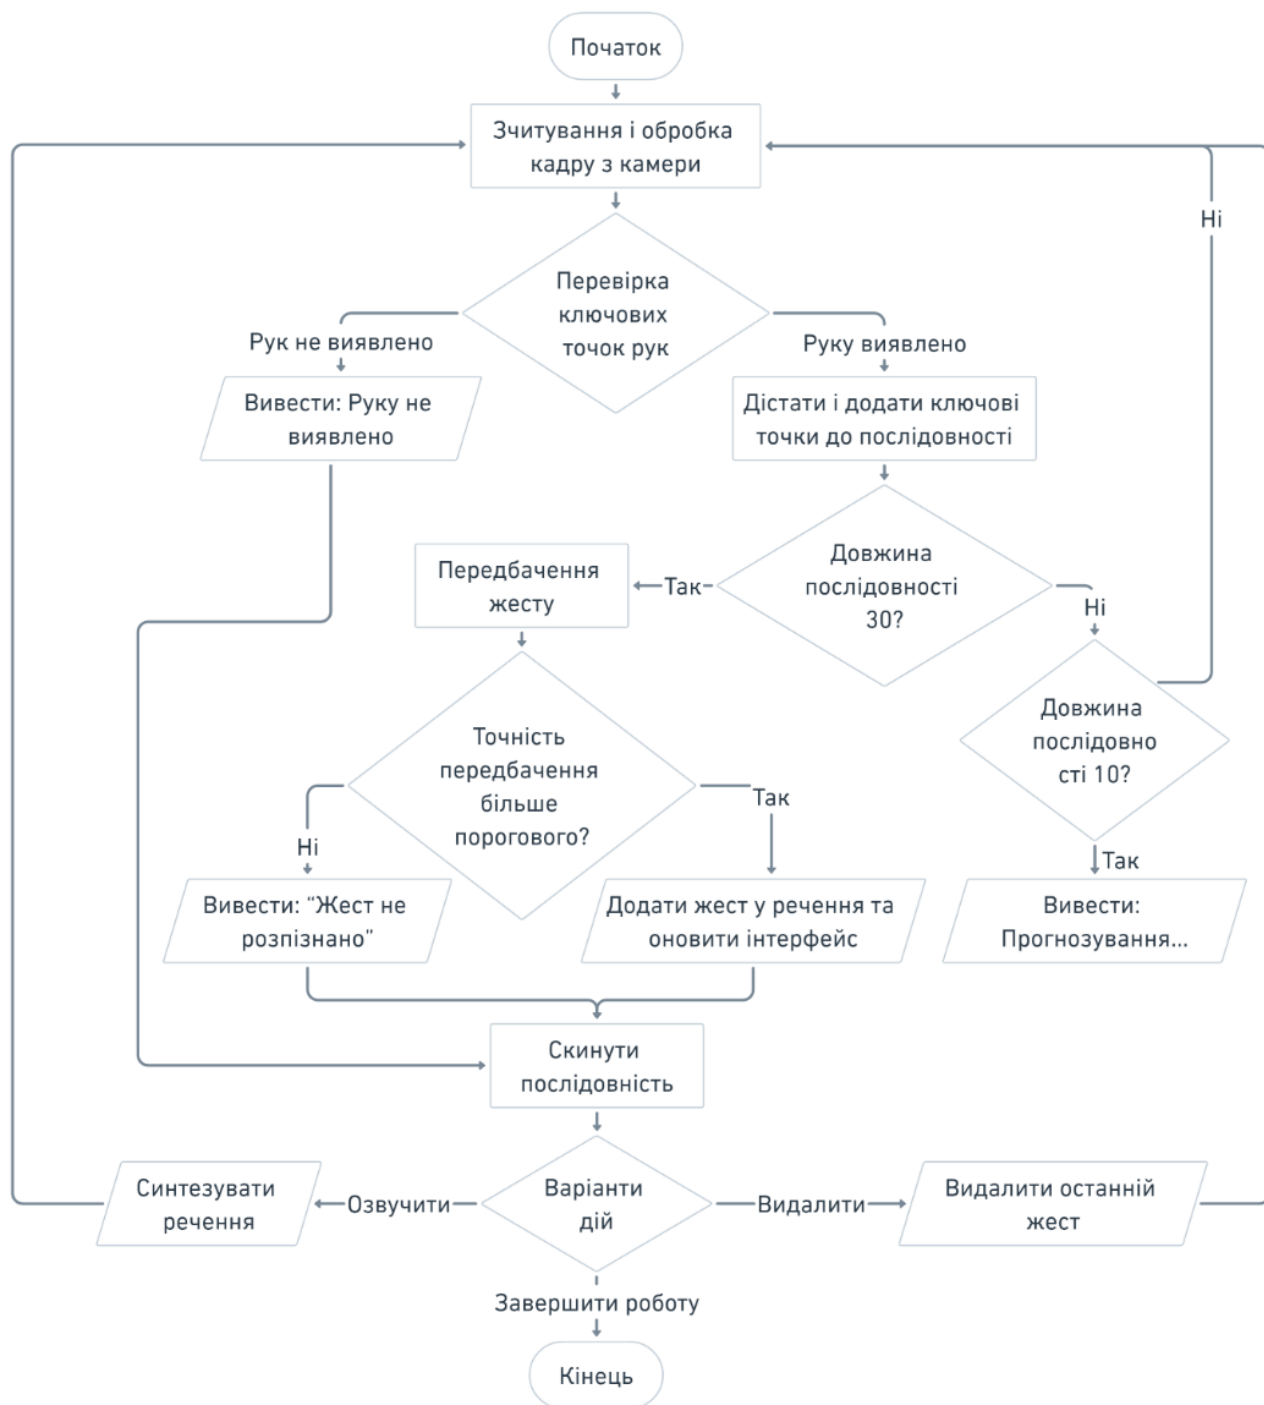 Початок
Зчитування і обробка
кадру з камери
Ні
Перевірка
ключових
точок рук
Рук не виявлено
Руку виявлено
Вивести: Руку не
виявлено
Дістати і додати ключові
точки до послідовності
Довжина
послідовності
30?
Так
Ні
Передбачення
жесту
Довжина
послідовно
сті 10?
Точність
передбачення
більше
порогового?
Ні
Так
Так
Вивести: "Жест не
розпізнано"
Додати жест у речення та
оновити інтерфейс
Вивести:
Прогнозування...
Скинути
послідовність
Синтезувати
речення
Озвучити
Варіанти
дій
Видалити
Видалити останній
жест
Завершити роботу
Кінець